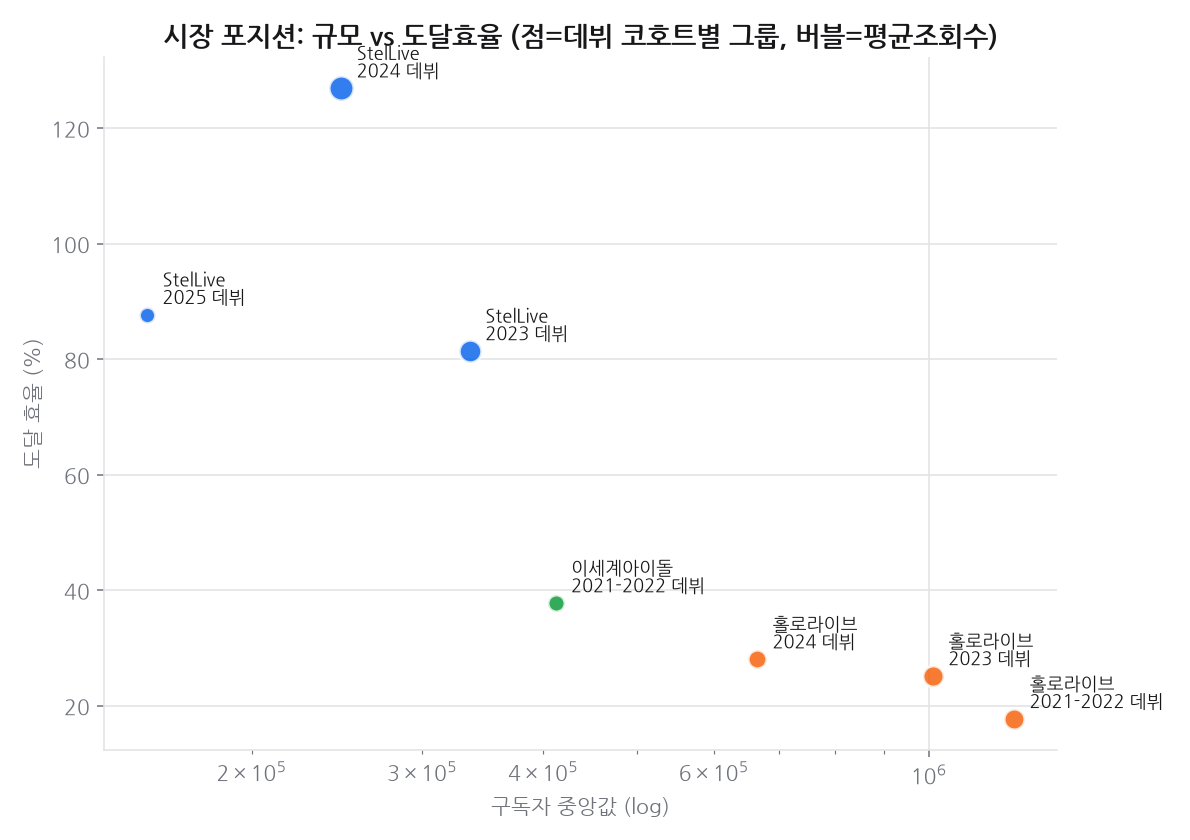 시장 포지션: 규모 vs 도달효율 (점=데뷔 코호트별 그룹, 버블=평균조회수)
StelLive
2024 데뷔
120
100
StelLive
2025 데뷔
StelLive
2023 데뷔
80
도달 효율 (%)
60
이세계아이돌
2021-2022 데뷔
40
홀로라이브
2024 데뷔
홀로라이브
2023 데뷔
홀로라이브
2021-2022 데뷔
20
2 × 10⁵ 3 × 10⁵ 4 × 10⁵ 6 × 10⁵ 10⁶
구독자 중앙값 (log)